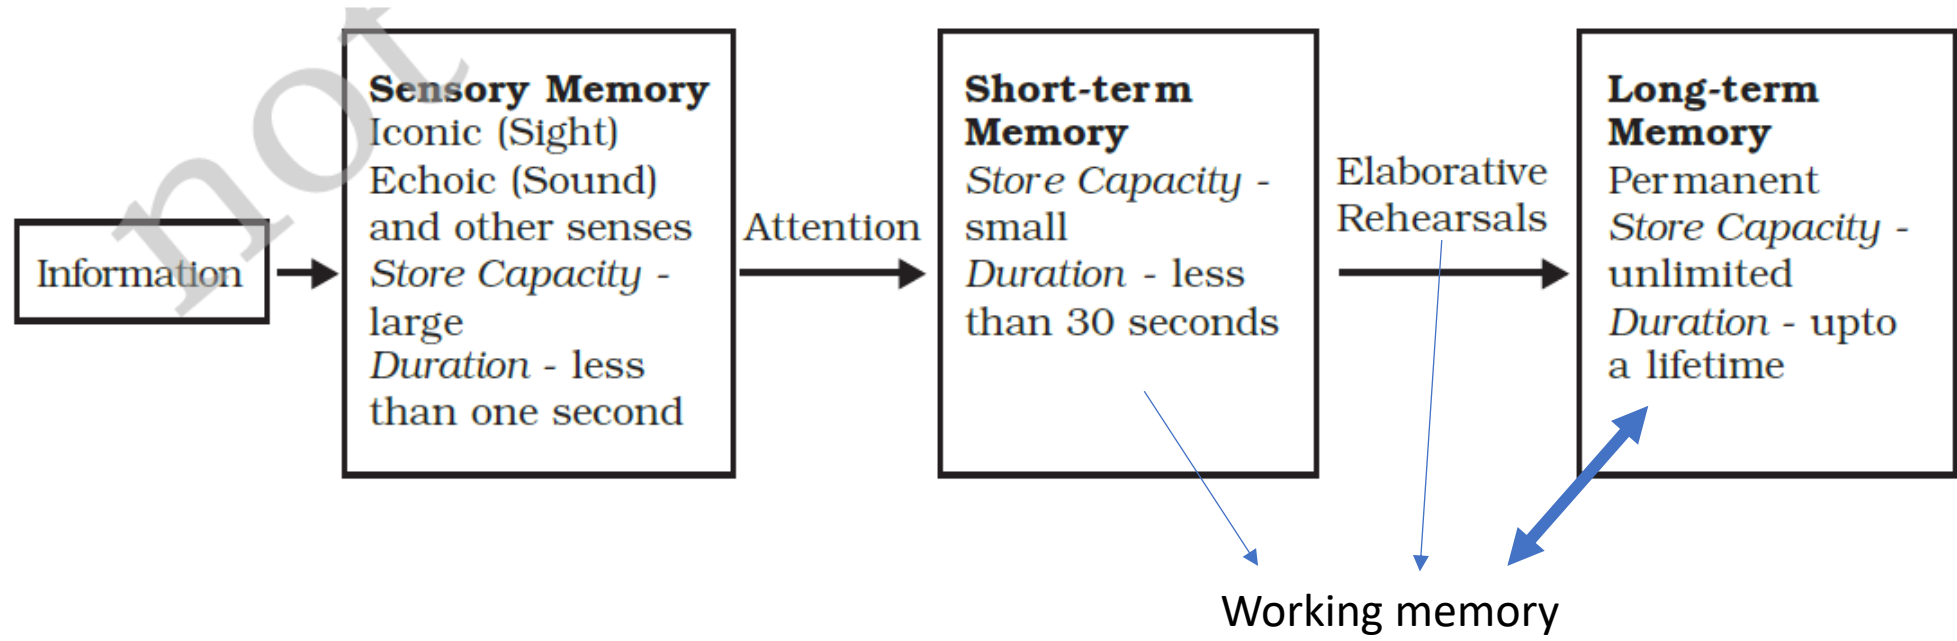 not
Information
Sensory Memory
Iconic (Sight)
Echoic (Sound)
and other senses
Store Capacity -
large
Duration - less
than one second
Attention
Short-term
Memory
Store Capacity -
small
Duration - less
than 30 seconds
Elaborative
Rehearsals
Long-term
Memory
Permanent
Store Capacity -
unlimited
Duration - upto
a lifetime
Working memory